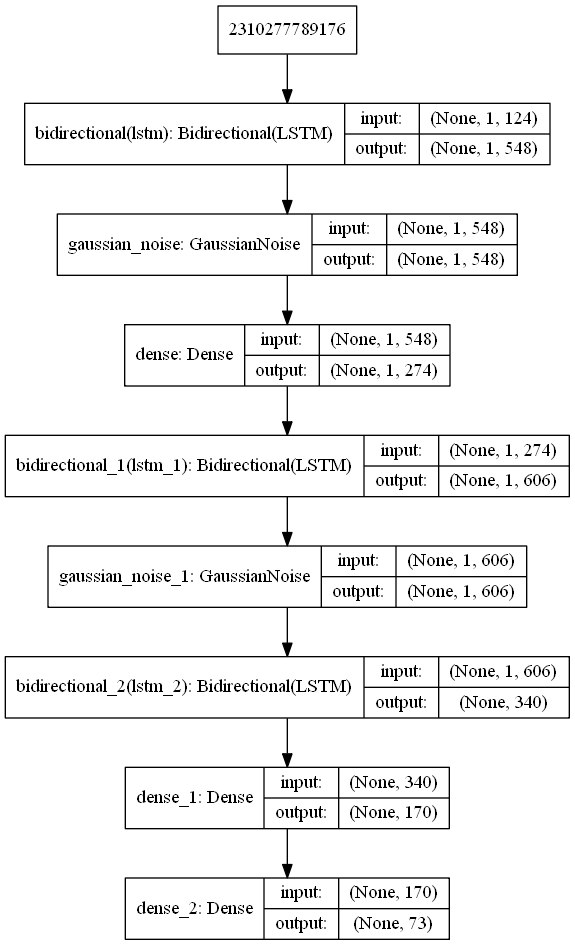 2310277789176
bidirectional(lstm): Bidirectional(LSTM)
input: (None, 1, 124)
output: (None, 1, 548)
gaussian_noise: GaussianNoise
input: (None, 1, 548)
output: (None, 1, 548)
dense: Dense
input: (None, 1, 548)
output: (None, 1, 274)
bidirectional_1(lstm_1): Bidirectional(LSTM)
input: (None, 1, 274)
output: (None, 1, 606)
gaussian_noise_1: GaussianNoise
input: (None, 1, 606)
output: (None, 1, 606)
bidirectional_2(lstm_2): Bidirectional(LSTM)
input: (None, 1, 606)
output: (None, 340)
dense_1: Dense
input: (None, 340)
output: (None, 170)
dense_2: Dense
input: (None, 170)
output: (None, 73)